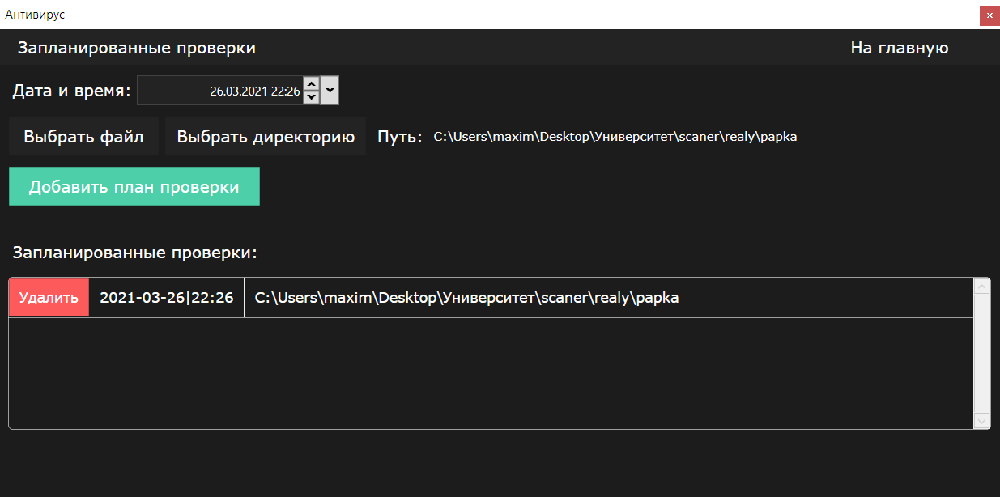 Антивирус
Запланированные проверки На главную
Дата и время: 26.03.2021 22:26
Выбрать файл Выбрать директорию Путь: C:\Users\maxim\Desktop\Университет\scaner\realy\papka
Добавить план проверки
Запланированные проверки:
Удалить 2021-03-26|22:26 C:\Users\maxim\Desktop\Университет\scaner\realy\papka